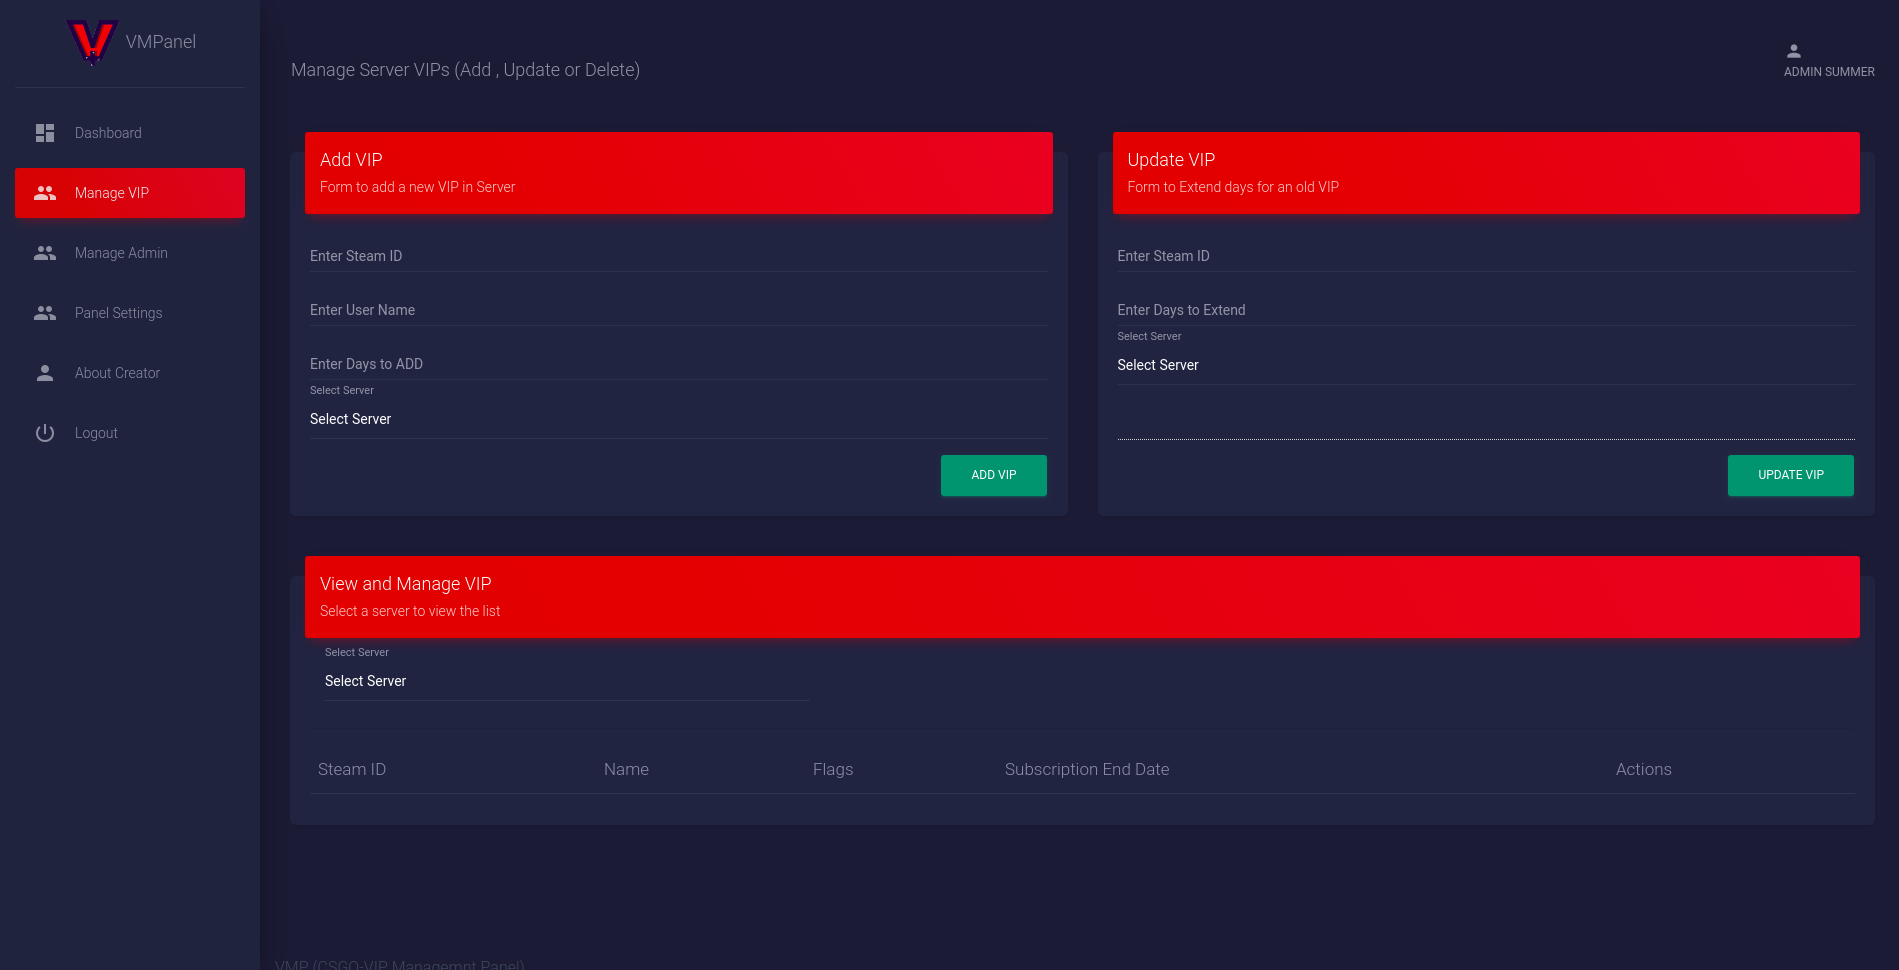 VMPanel
Dashboard
Manage VIP
Manage Admin
Panel Settings
About Creator
Logout
Manage Server VIPs (Add , Update or Delete)
ADMIN SUMMER
Add VIP
Form to add a new VIP in Server
Enter Steam ID
Enter User Name
Enter Days to ADD
Select Server
Select Server
ADD VIP
Update VIP
Form to Extend days for an old VIP
Enter Steam ID
Enter Days to Extend
Select Server
Select Server
UPDATE VIP
View and Manage VIP
Select a server to view the list
Select Server
Select Server
Steam ID Name Flags Subscription End Date Actions
VMP (CSGO-VIP Managemnt Panel)